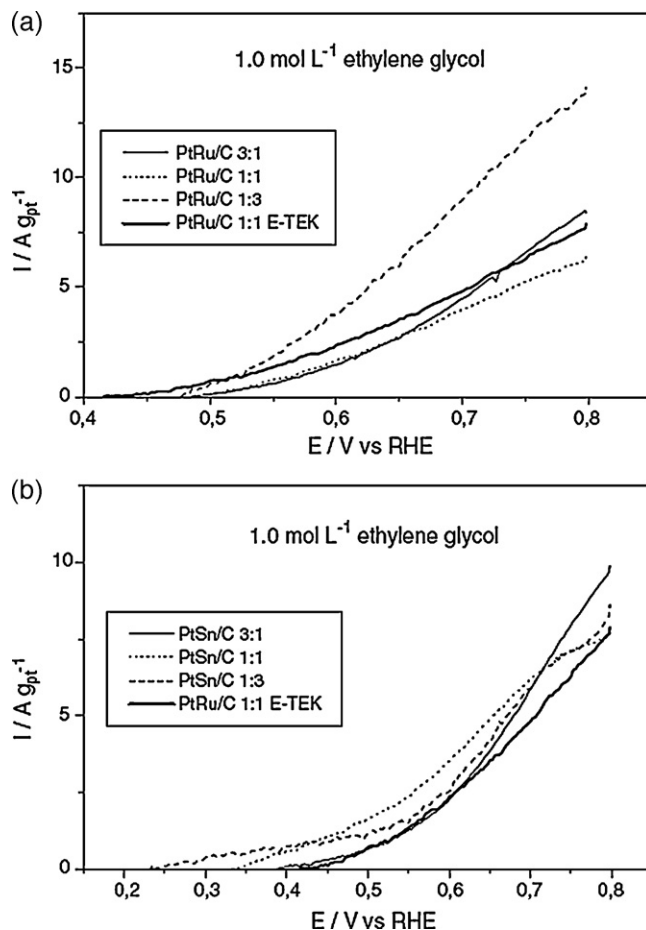 (a)
15
10
5
0
I / A gpt-1
1.0 mol L-1 ethylene glycol
PtRu/C 3:1
PtRu/C 1:1
PtRu/C 1:3
PtRu/C 1:1 E-TEK
0,4 0,5 0,6 0,7 0,8
E / V vs RHE
(b)
10
5
0
I / A gpt-1
1.0 mol L-1 ethylene glycol
PtSn/C 3:1
PtSn/C 1:1
PtSn/C 1:3
PtRu/C 1:1 E-TEK
0,2 0,3 0,4 0,5 0,6 0,7 0,8
E / V vs RHE